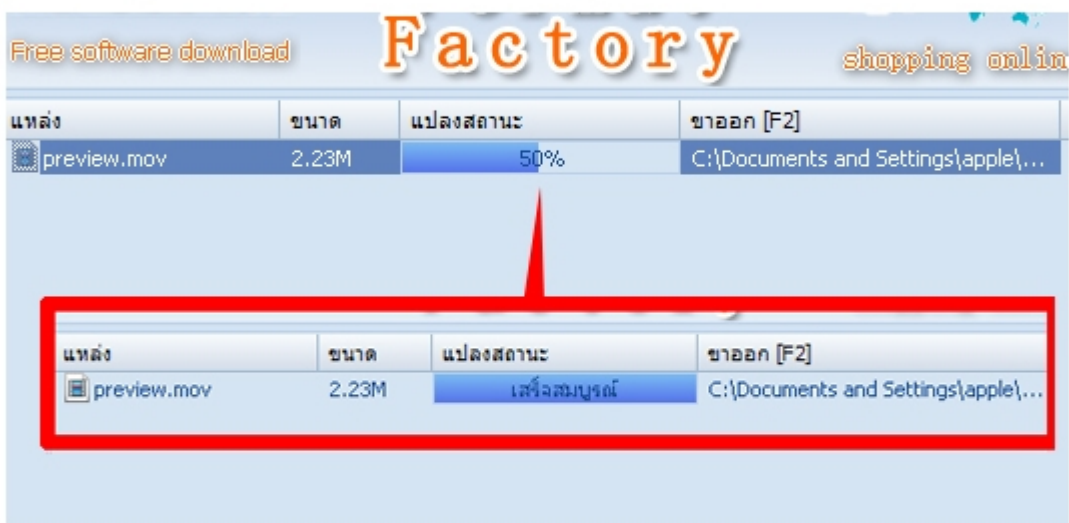 Free software download
Factory
shopping onlin
แหล่ง ขนาด แปลงสถานะ ขาออก [F2]
preview.mov 2.23M 50% C:\Documents and Settings\apple\...
แหล่ง ขนาด แปลงสถานะ ขาออก [F2]
preview.mov 2.23M เสร็จสมบูรณ์ C:\Documents and Settings\apple\...